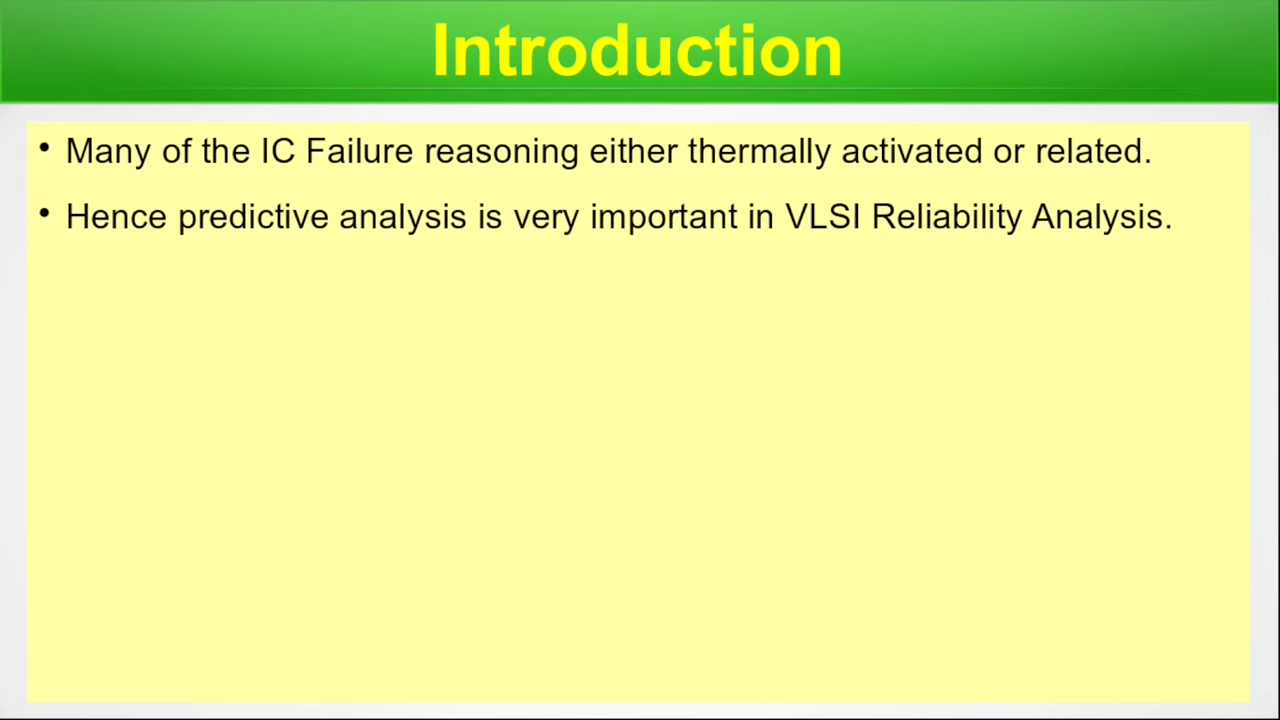 Introduction
• Many of the IC Failure reasoning either thermally activated or related.
• Hence predictive analysis is very important in VLSI Reliability Analysis.